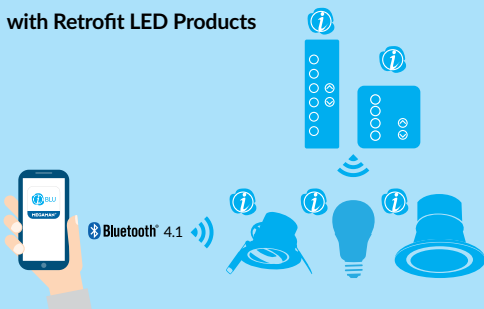 with Retrofit LED Products
i
i
i BLU
MEGAMAN®
Bluetooth® 4.1
i
i
i